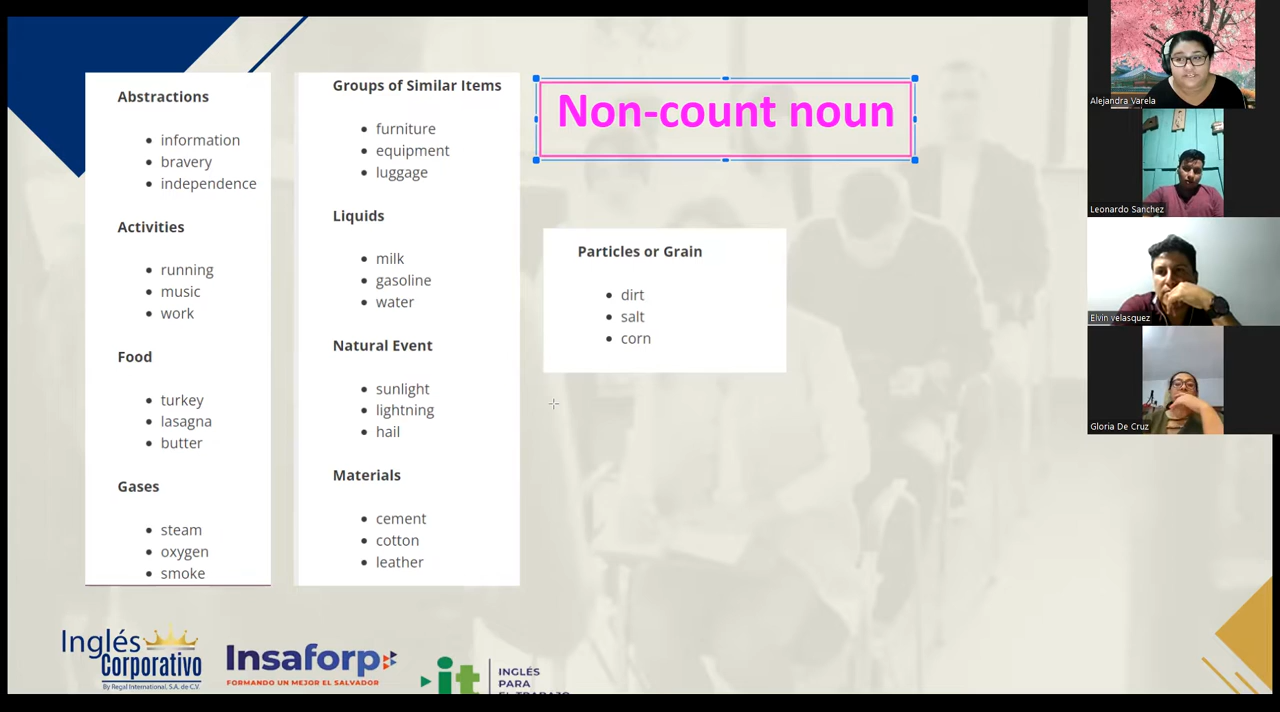 Abstractions
information
bravery
independence
Activities
running
music
work
Food
turkey
lasagna
butter
Gases
steam
oxygen
smoke
Groups of Similar Items
furniture
equipment
luggage
Liquids
milk
gasoline
water
Natural Event
sunlight
lightning
hail
Materials
cement
cotton
leather
Non-count noun
Particles or Grain
dirt
salt
corn
Alejandra Varela
Leonardo Sanchez
Elvin velasquez
Gloria De Cruz
Inglés
Corporativo
By Regal International, S.A. de C.V.
Insaforp
FORMANDO UN MEJOR EL SALVADOR
it
INGLÉS
PARA
EL TRABAJO